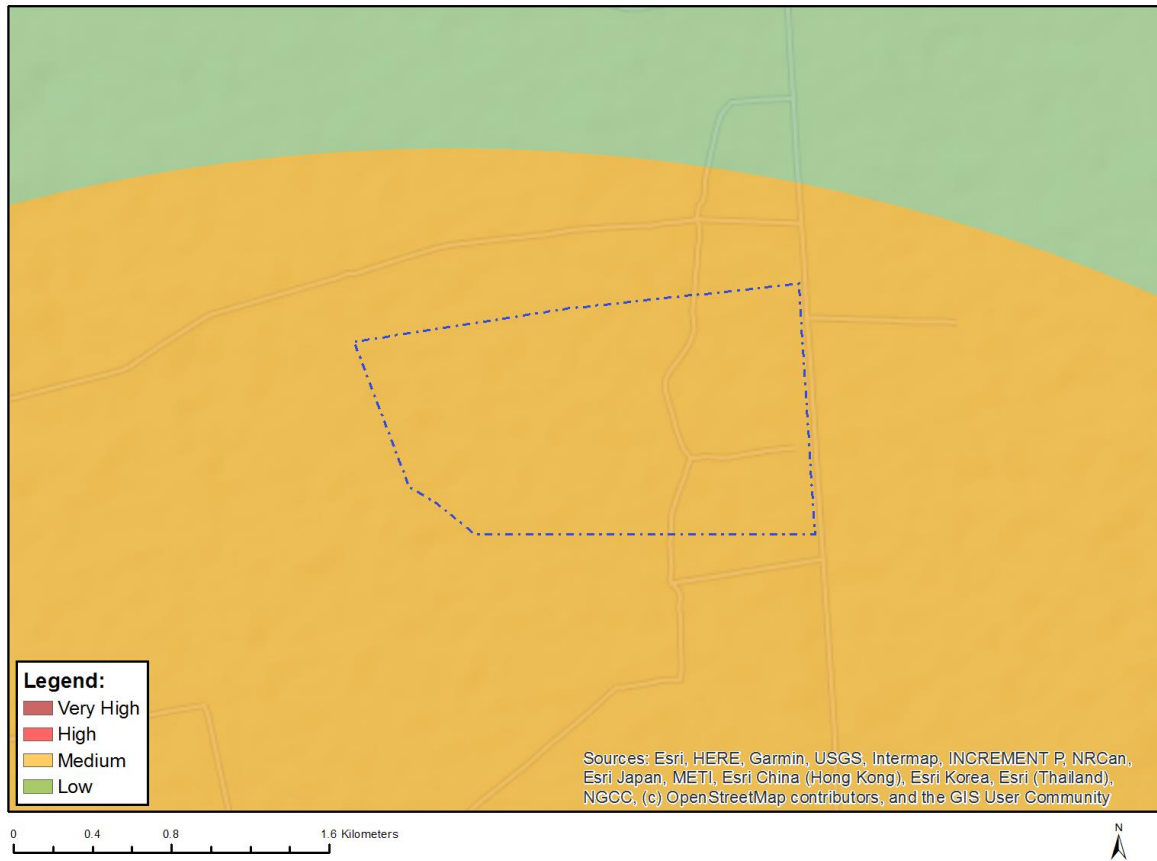 Legend:
Very High
High
Medium
Low
Sources: Esri, HERE, Garmin, USGS, Intermap, INCREMENT P, NRCan,
Esri Japan, METI, Esri China (Hong Kong), Esri Korea, Esri (Thailand),
NGCC, (c) OpenStreetMap contributors, and the GIS User Community
0 0.4 0.8 1.6 Kilometers
N